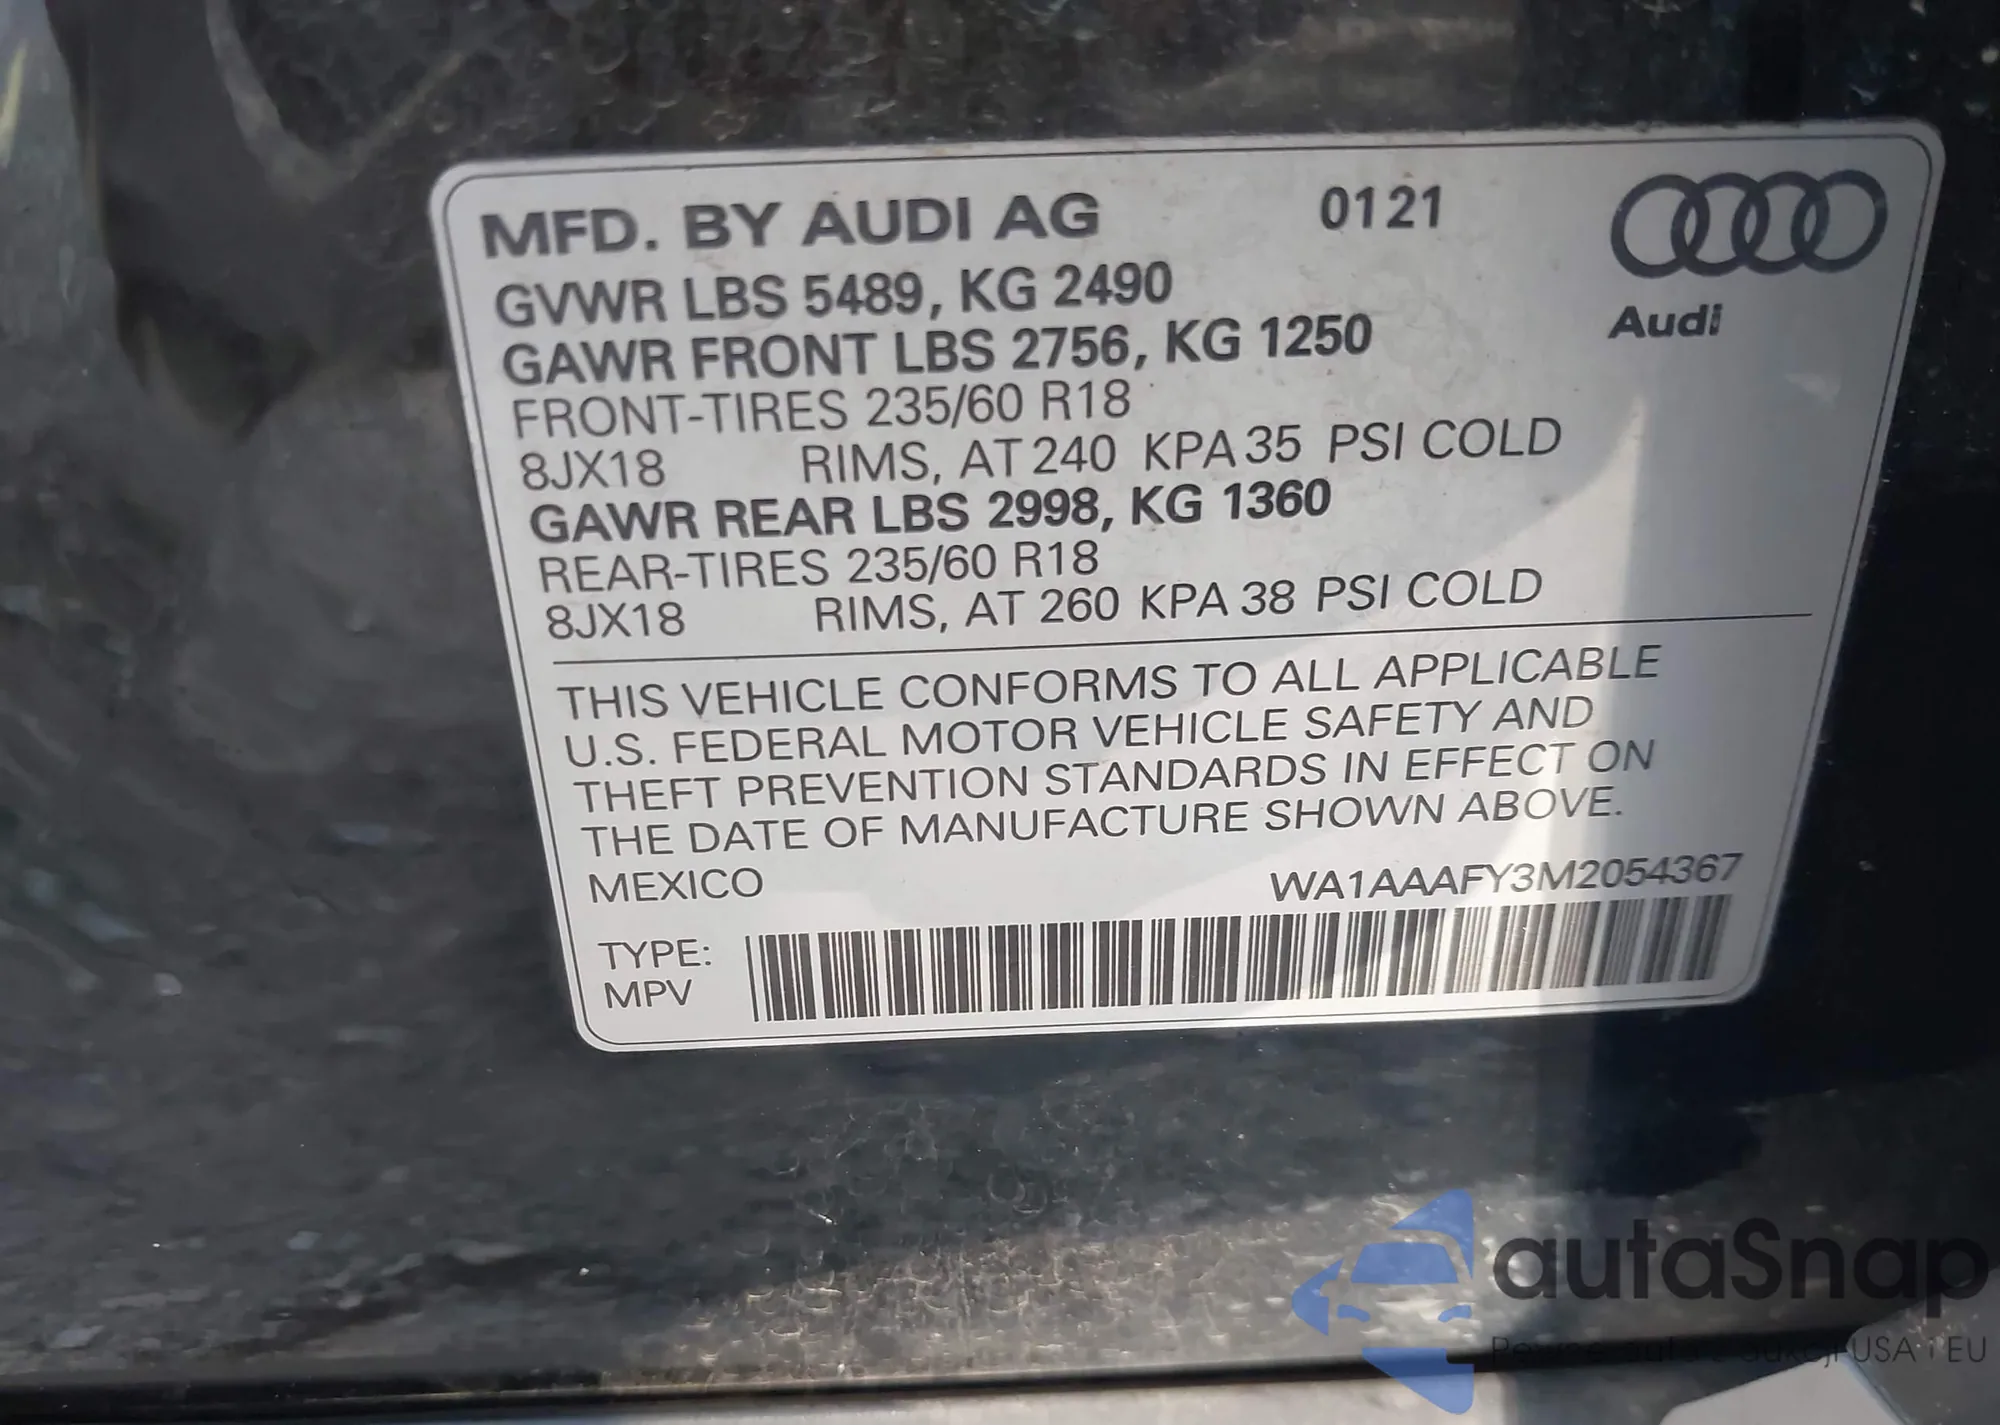 MFD. BY AUDI AG 0121
GVWR LBS 5489, KG 2490
Audi
GAWR FRONT LBS 2756, KG 1250
FRONT-TIRES 235/60 R18
8JX18 RIMS, AT 240 KPA 35 PSI COLD
GAWR REAR LBS 2998, KG 1360
REAR-TIRES 235/60 R18
8JX18 RIMS, AT 260 KPA 38 PSI COLD
THIS VEHICLE CONFORMS TO ALL APPLICABLE
U.S. FEDERAL MOTOR VEHICLE SAFETY AND
THEFT PREVENTION STANDARDS IN EFFECT ON
THE DATE OF MANUFACTURE SHOWN ABOVE.
MEXICO WA1AAAFY3M2054367
TYPE:
MPV
autaSnap
USA i EU